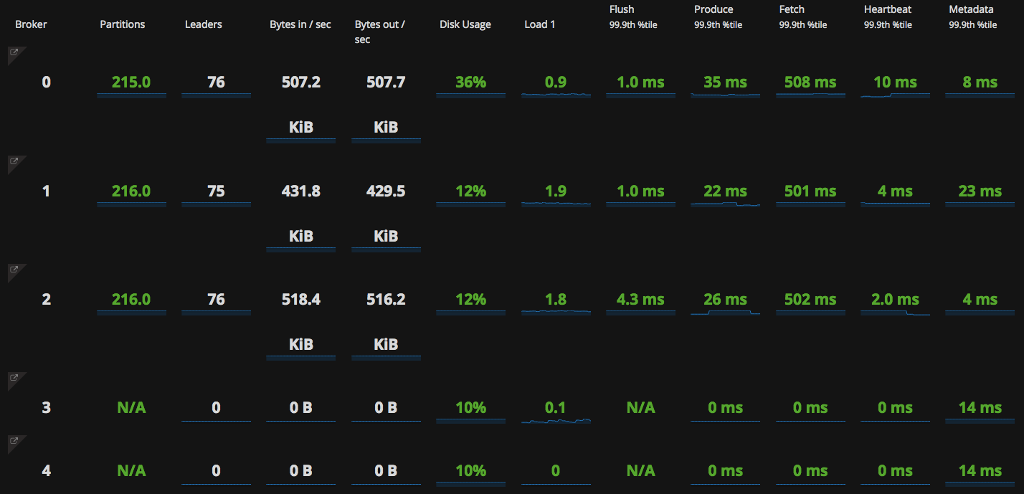 Broker Partitions Leaders Bytes in / sec Bytes out / sec Disk Usage Load 1 Flush 99.9th %tile Produce 99.9th %tile Fetch 99.9th %tile Heartbeat 99.9th %tile Metadata 99.9th %tile
0 215.0 76 507.2 507.7 36% 0.9 1.0 ms 35 ms 508 ms 10 ms 8 ms
KiB KiB
1 216.0 75 431.8 429.5 12% 1.9 1.0 ms 22 ms 501 ms 4 ms 23 ms
KiB KiB
2 216.0 76 518.4 516.2 12% 1.8 4.3 ms 26 ms 502 ms 2.0 ms 4 ms
KiB KiB
3 N/A 0 0 B 0 B 10% 0.1 N/A 0 ms 0 ms 0 ms 14 ms
4 N/A 0 0 B 0 B 10% 0 N/A 0 ms 0 ms 0 ms 14 ms